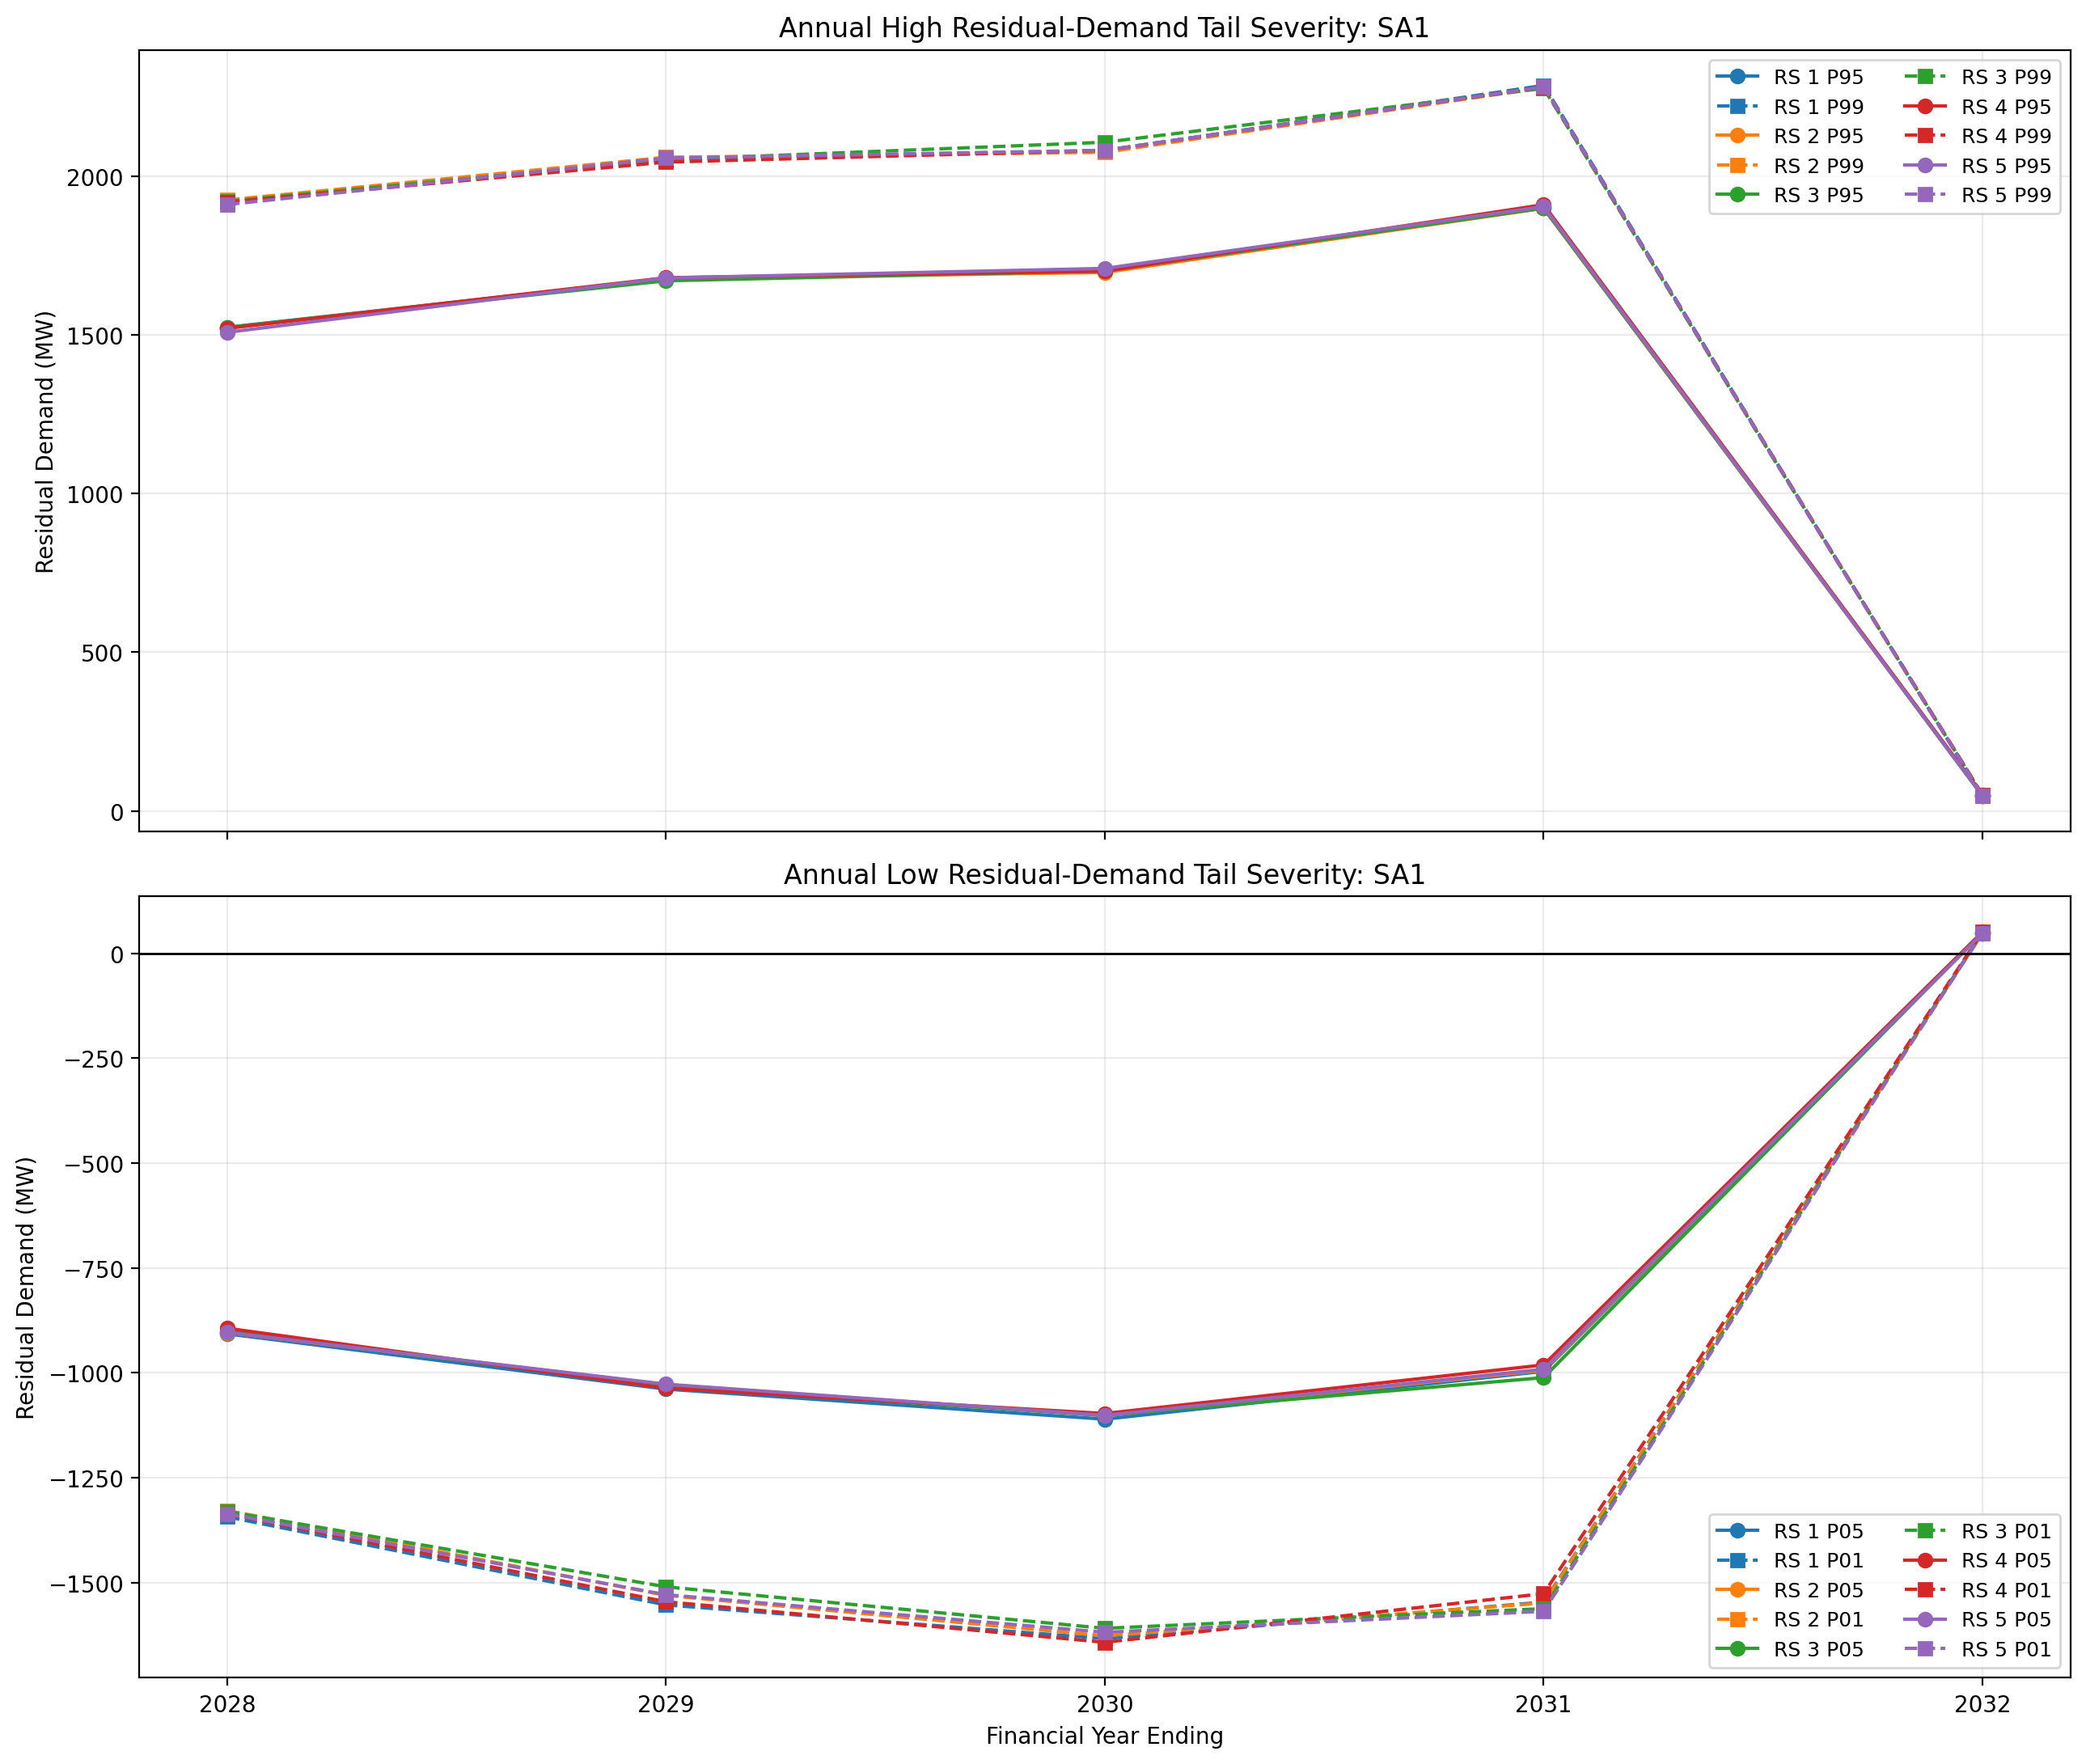 Annual High Residual-Demand Tail Severity: SA1
Residual Demand (MW)
2000
1500
1000
500
0
RS 1 P95
RS 1 P99
RS 2 P95
RS 2 P99
RS 3 P95
RS 3 P99
RS 4 P95
RS 4 P99
RS 5 P95
RS 5 P99
Annual Low Residual-Demand Tail Severity: SA1
Residual Demand (MW)
0
−250
−500
−750
−1000
−1250
−1500
RS 1 P05
RS 1 P01
RS 2 P05
RS 2 P01
RS 3 P05
RS 3 P01
RS 4 P05
RS 4 P01
RS 5 P05
RS 5 P01
2028
2029
2030
2031
2032
Financial Year Ending